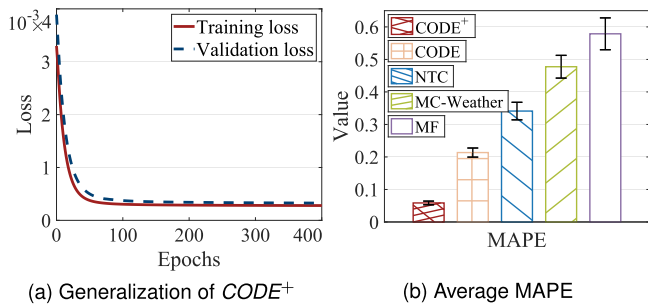 10⁻³
4
3
2
1
0
0
100
200
300
400
Loss
Epochs
Training loss
Validation loss
(a) Generalization of CODE⁺
0.6
0.5
0.4
0.3
0.2
0.1
0
Value
CODE⁺
CODE
NTC
MC-Weather
MF
MAPE
(b) Average MAPE